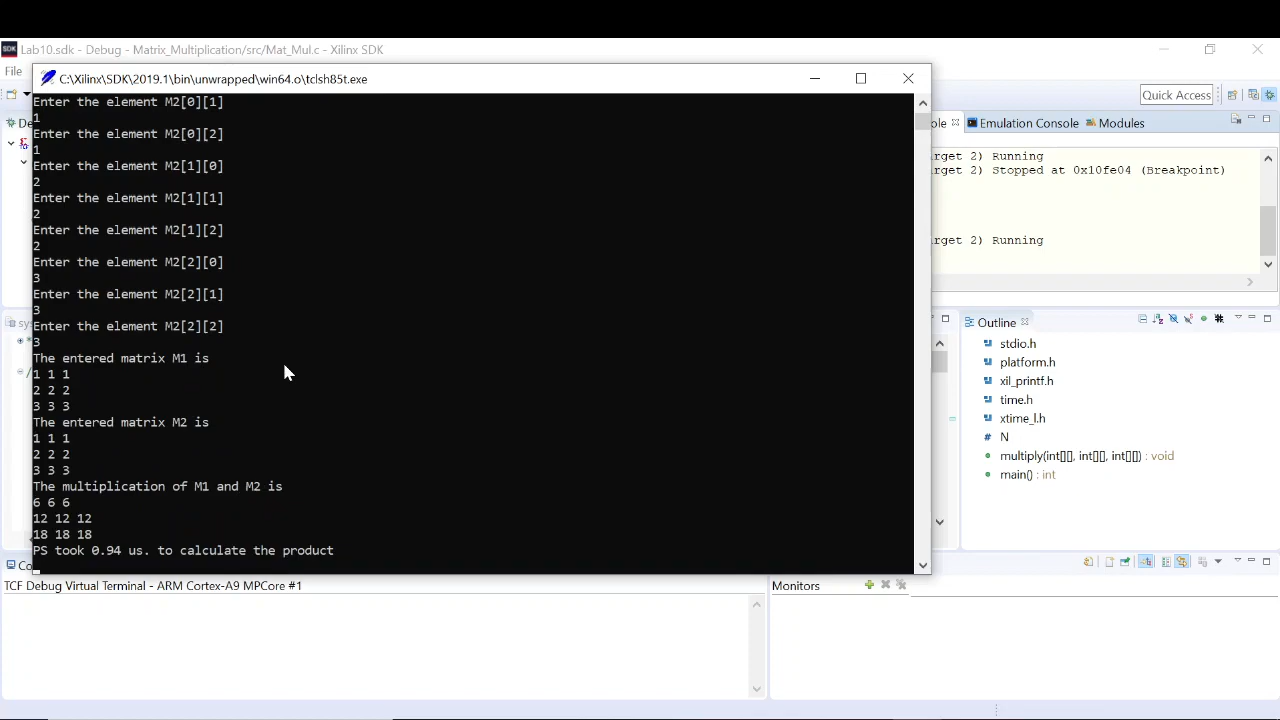 Lab10.sdk - Debug - Matrix_Multiplication/src/Mat_Mul.c - Xilinx SDK
File
C:\Xilinx\SDK\2019.1\bin\unwrapped\win64.o\tclsh85t.exe
Enter the element M2[0][1]
1
Enter the element M2[0][2]
1
Enter the element M2[1][0]
2
Enter the element M2[1][1]
2
Enter the element M2[1][2]
2
Enter the element M2[2][0]
3
Enter the element M2[2][1]
3
Enter the element M2[2][2]
3
The entered matrix M1 is
1 1 1
2 2 2
3 3 3
The entered matrix M2 is
1 1 1
2 2 2
3 3 3
The multiplication of M1 and M2 is
6 6 6
12 12 12
18 18 18
PS took 0.94 us. to calculate the product
Quick Access
Emulation Console
Modules
arget 2) Running
arget 2) Stopped at 0x10fe04 (Breakpoint)
arget 2) Running
Outline
stdio.h
platform.h
xil_printf.h
time.h
xtime_l.h
N
multiply(int[][], int[][], int[][]) : void
main() : int
TCF Debug Virtual Terminal - ARM Cortex-A9 MPCore #1
Monitors